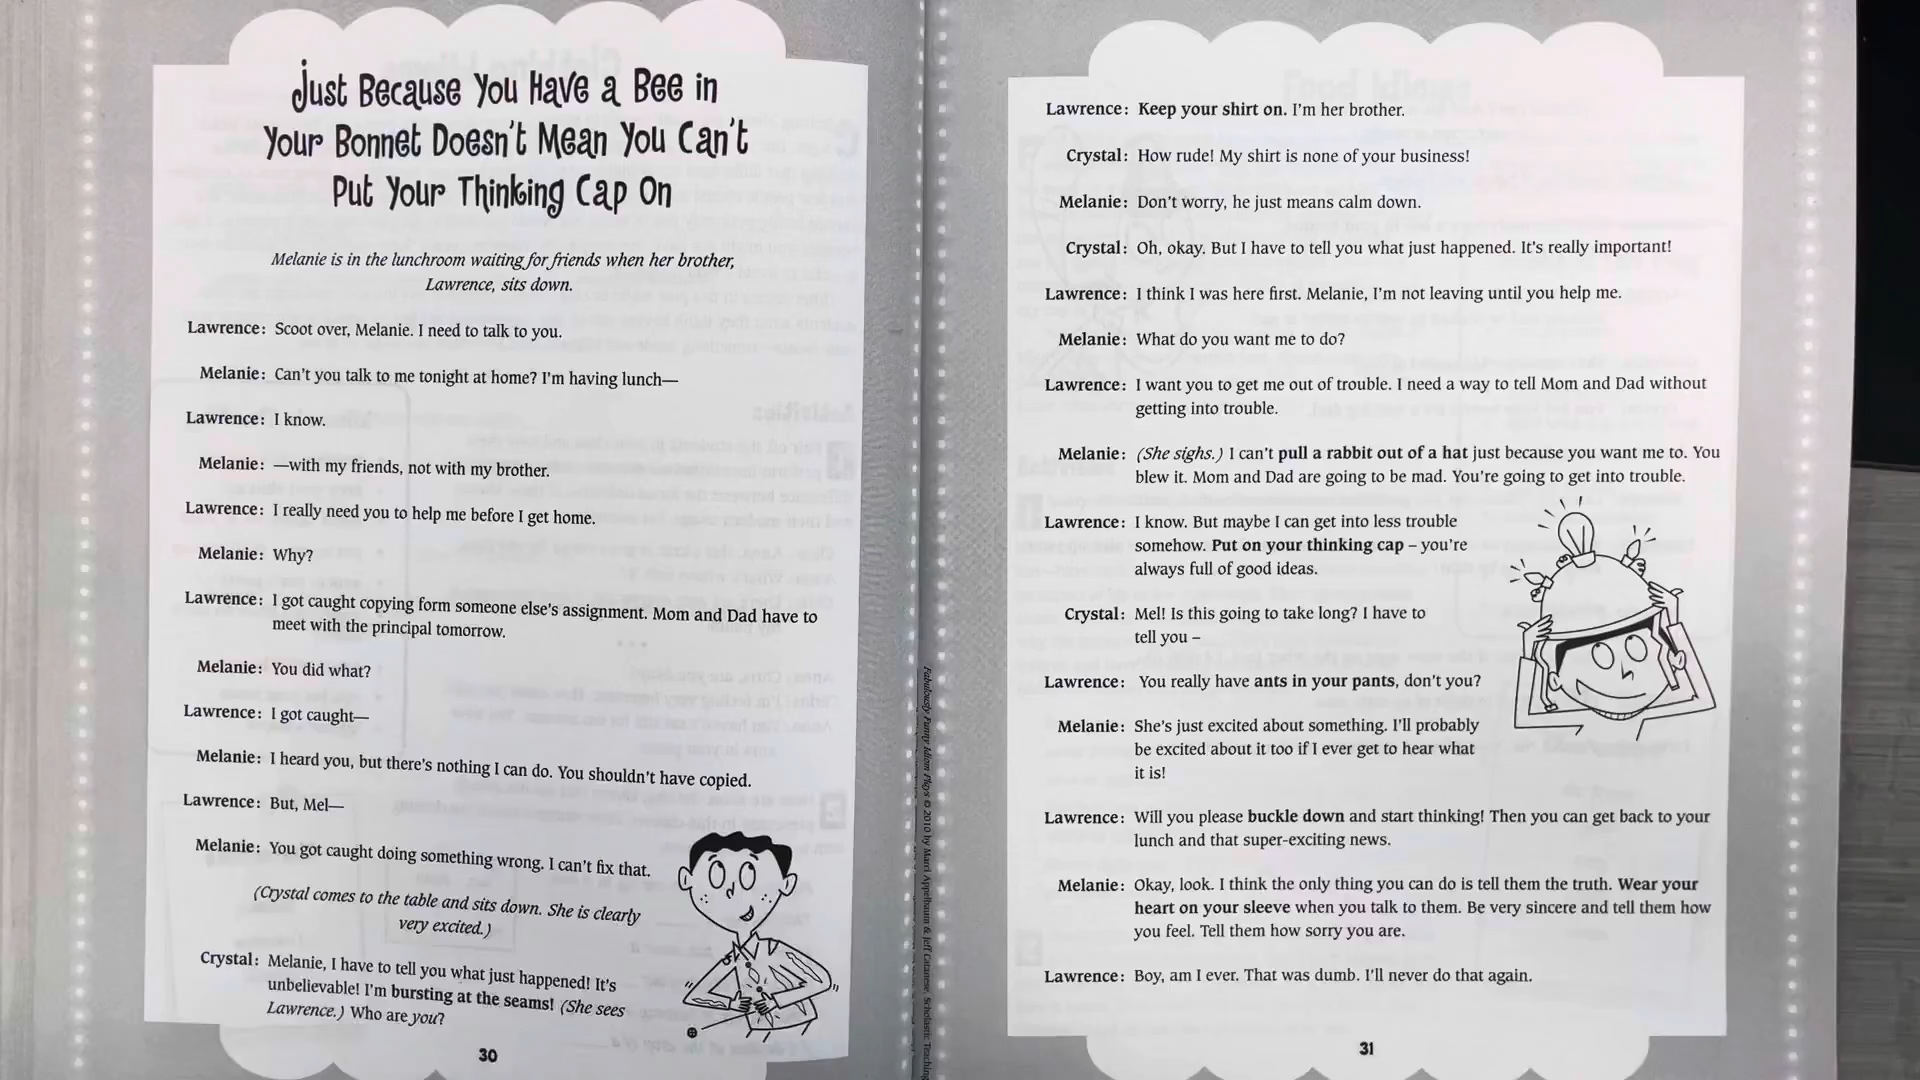 Just Because You Have a Bee in
Your Bonnet Doesn't Mean You Can't
Put Your Thinking Cap On
Melanie is in the lunchroom waiting for friends when her brother,
Lawrence, sits down.
Lawrence: Scoot over, Melanie. I need to talk to you.
Melanie: Can't you talk to me tonight at home? I'm having lunch—
Lawrence: I know.
Melanie: —with my friends, not with my brother.
Lawrence: I really need you to help me before I get home.
Melanie: Why?
Lawrence: I got caught copying form someone else's assignment. Mom and Dad have to
meet with the principal tomorrow.
Melanie: You did what?
Lawrence: I got caught—
Melanie: I heard you, but there's nothing I can do. You shouldn't have copied.
Lawrence: But, Mel—
Melanie: You got caught doing something wrong. I can't fix that.
(Crystal comes to the table and sits down. She is clearly
very excited.)
Crystal: Melanie, I have to tell you what just happened! It's
unbelievable! I'm bursting at the seams! (She sees
Lawrence.) Who are you?
30
Fabulously Funny Idiom Plays © 2010 by Marci Appelbaum & Jeff Catanese. Scholastic Teaching
Lawrence: Keep your shirt on. I'm her brother.
Crystal: How rude! My shirt is none of your business!
Melanie: Don't worry, he just means calm down.
Crystal: Oh, okay. But I have to tell you what just happened. It's really important!
Lawrence: I think I was here first. Melanie, I'm not leaving until you help me.
Melanie: What do you want me to do?
Lawrence: I want you to get me out of trouble. I need a way to tell Mom and Dad without
getting into trouble.
Melanie: (She sighs.) I can't pull a rabbit out of a hat just because you want me to. You
blew it. Mom and Dad are going to be mad. You're going to get into trouble.
Lawrence: I know. But maybe I can get into less trouble
somehow. Put on your thinking cap – you're
always full of good ideas.
Crystal: Mel! Is this going to take long? I have to
tell you –
Lawrence: You really have ants in your pants, don't you?
Melanie: She's just excited about something. I'll probably
be excited about it too if I ever get to hear what
it is!
Lawrence: Will you please buckle down and start thinking! Then you can get back to your
lunch and that super-exciting news.
Melanie: Okay, look. I think the only thing you can do is tell them the truth. Wear your
heart on your sleeve when you talk to them. Be very sincere and tell them how
you feel. Tell them how sorry you are.
Lawrence: Boy, am I ever. That was dumb. I'll never do that again.
31